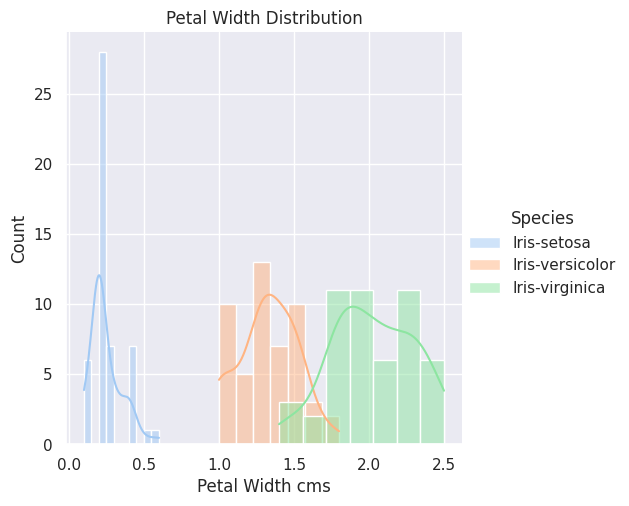 Petal Width Distribution
Count
25
20
15
10
5
0
0.0 0.5 1.0 1.5 2.0 2.5
Petal Width cms
Species
Iris-setosa
Iris-versicolor
Iris-virginica